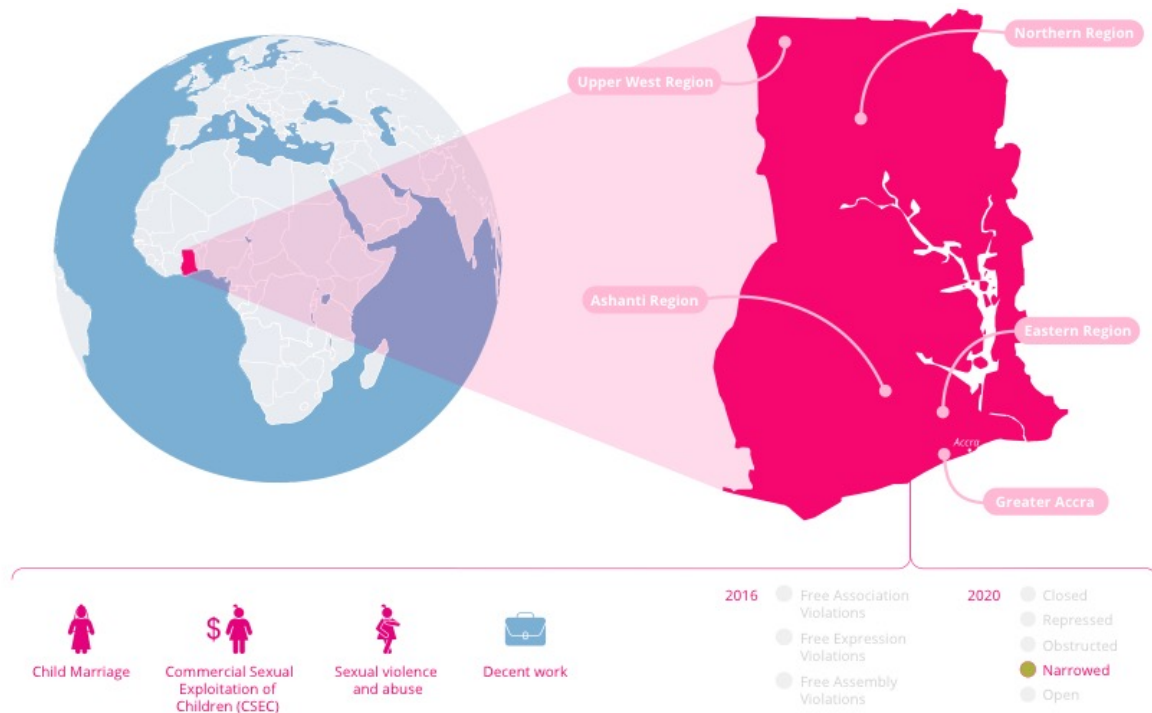 Northern Region
Upper West Region
Ashanti Region
Eastern Region
Accra
Greater Accra
Child Marriage
$
Commercial Sexual
Exploitation of
Children (CSEC)
Sexual violence
and abuse
Decent work
2016
Free Association
Violations
Free Expression
Violations
Free Assembly
Violations
2020
Closed
Repressed
Obstructed
Narrowed
Open